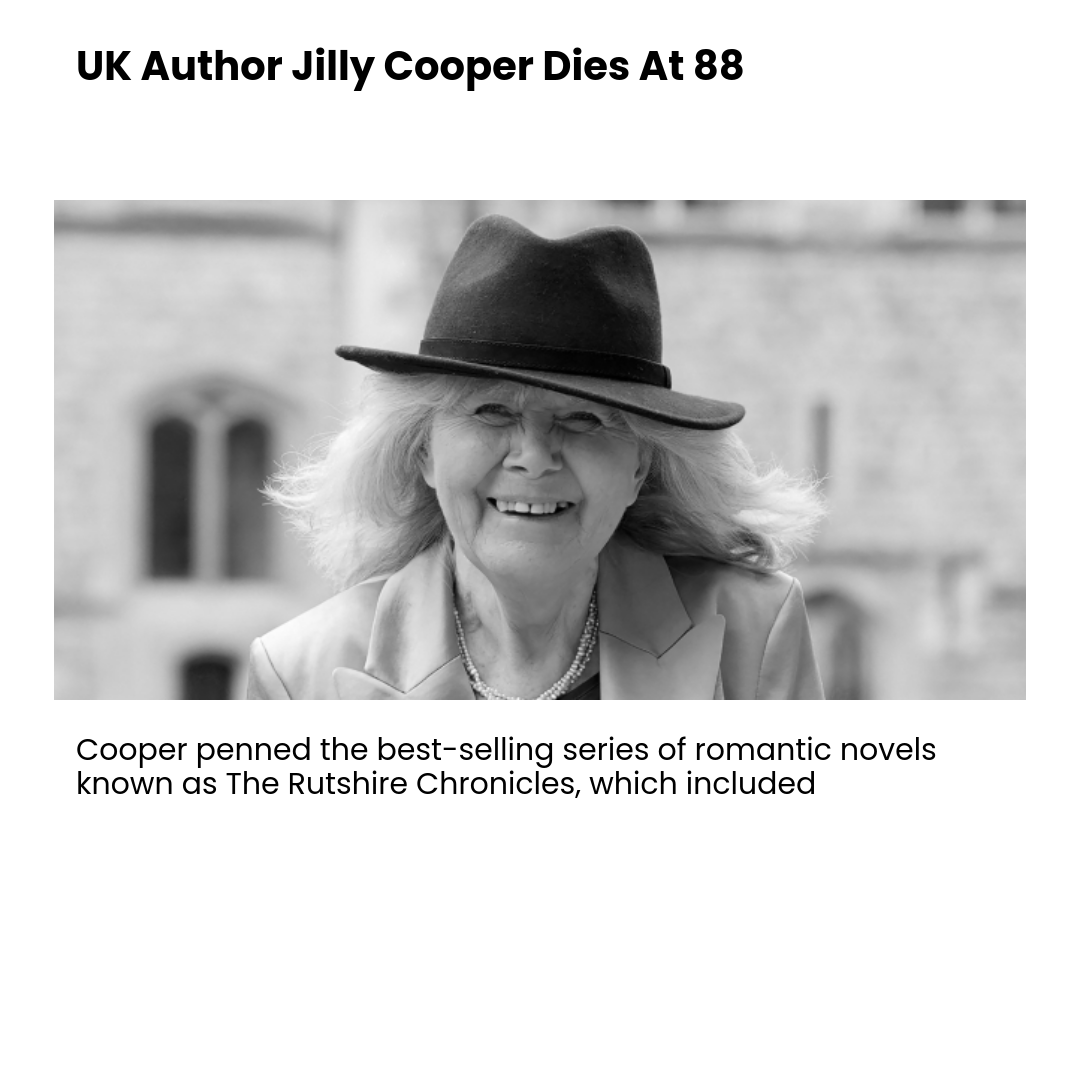 UK Author Jilly Cooper Dies At 88
Cooper penned the best-selling series of romantic novels
known as The Rutshire Chronicles, which included